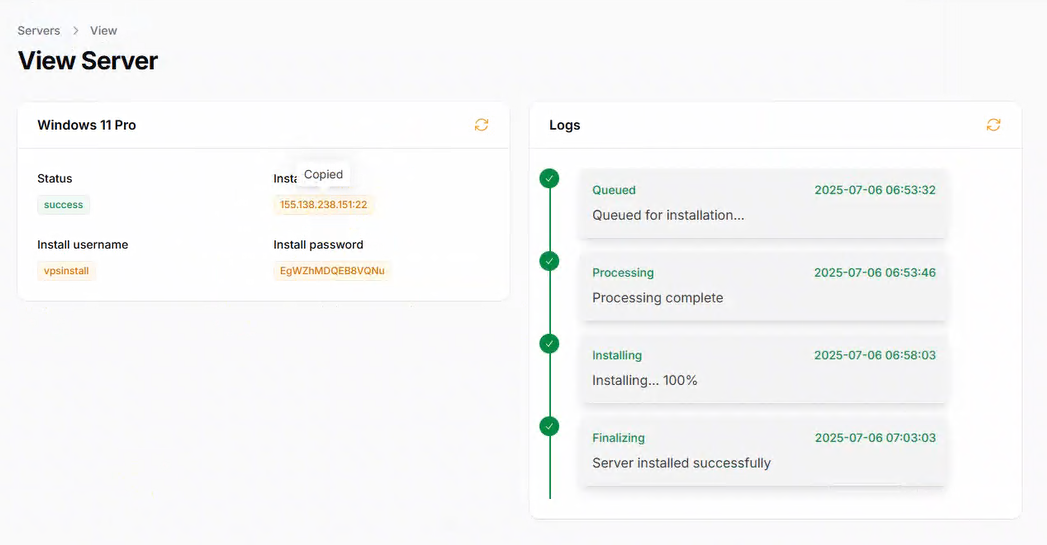 Servers > View
View Server
Windows 11 Pro
Status
success
Insta
Copied
155.138.238.151:22
Install username
vpsinstall
Install password
EgWZhMDQEB8VQNu
Logs
Queued 2025-07-06 06:53:32
Queued for installation...
Processing 2025-07-06 06:53:46
Processing complete
Installing 2025-07-06 06:58:03
Installing... 100%
Finalizing 2025-07-06 07:03:03
Server installed successfully